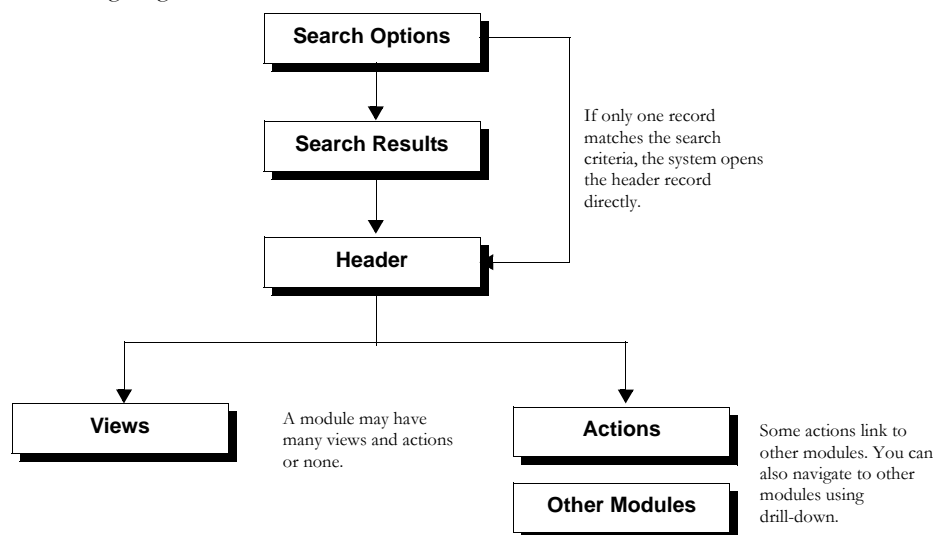 Search Options
If only one record
matches the search
criteria, the system opens
the header record
directly.
Search Results
Header
Views
A module may have
many views and actions
or none.
Actions
Some actions link to
other modules. You can
also navigate to other
modules using
drill-down.
Other Modules